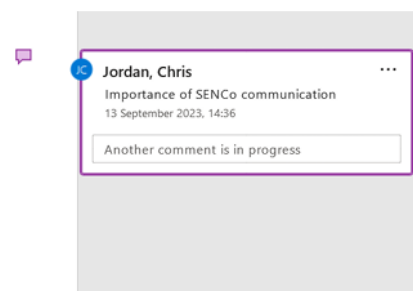 JC
Jordan, Chris
Importance of SENCo communication
13 September 2023, 14:36
Another comment is in progress